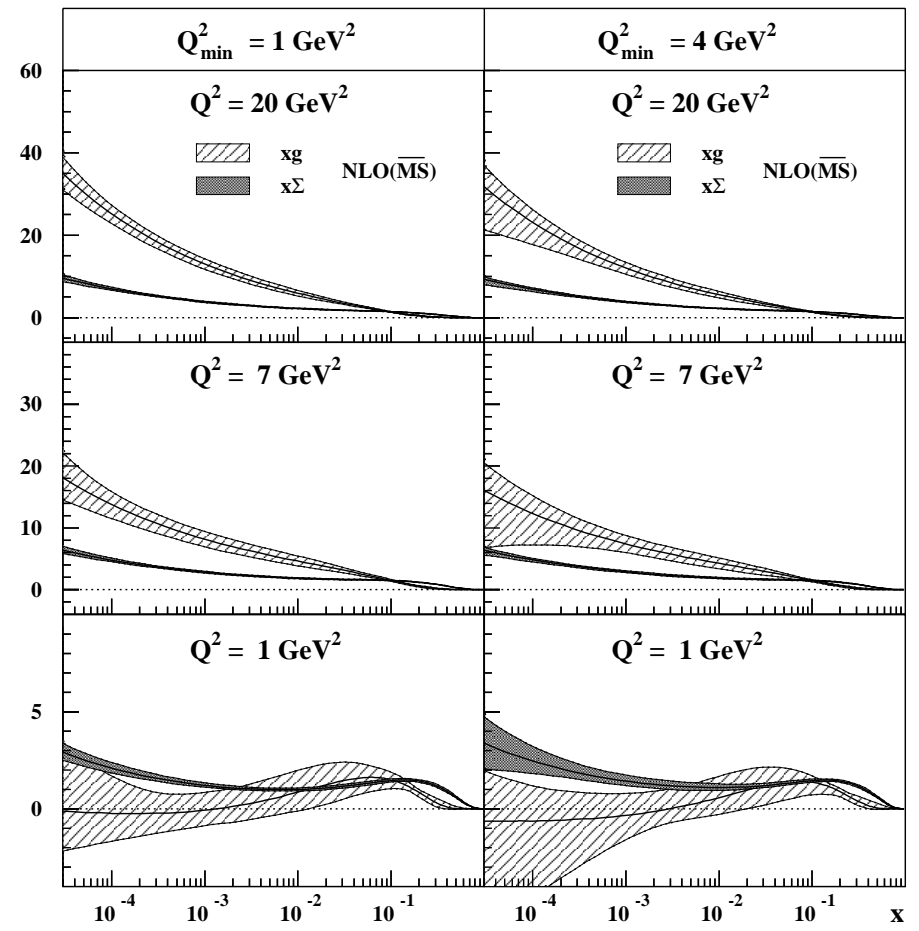 Q²min = 1 GeV²
Q²min = 4 GeV²
60
40
20
0
Q² = 20 GeV²
xg
xΣ
NLO(M̅S̅)
Q² = 20 GeV²
xg
xΣ
NLO(M̅S̅)
30
20
10
0
Q² = 7 GeV²
Q² = 7 GeV²
5
0
Q² = 1 GeV²
Q² = 1 GeV²
10⁻⁴ 10⁻³ 10⁻² 10⁻¹ 10⁻⁴ 10⁻³ 10⁻² 10⁻¹ x